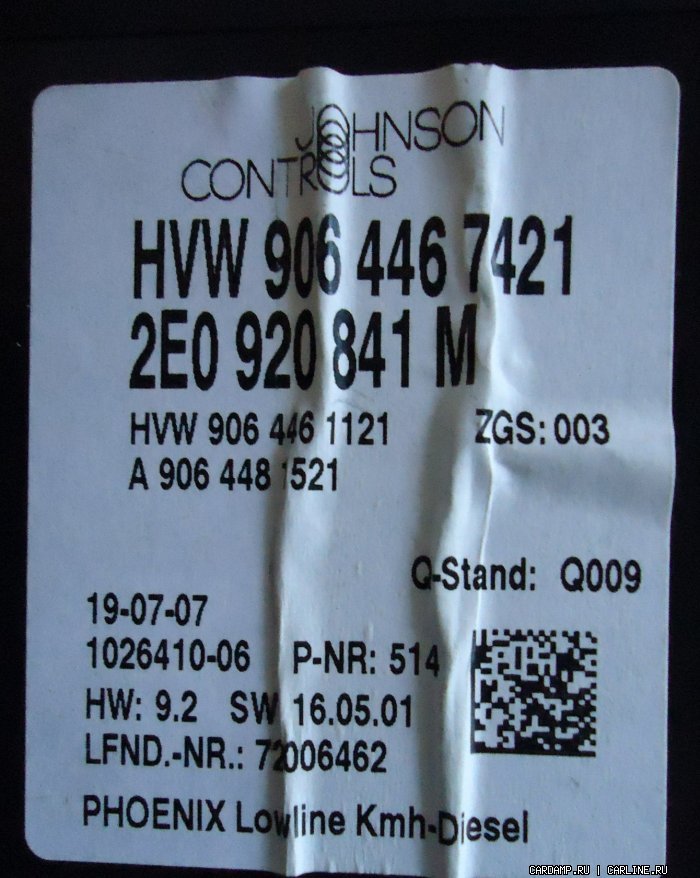 JOHNSON
CONTROLS
HVW 906 446 7421
2E0 920 841 M
HVW 906 446 1121 ZGS: 003
A 906 448 1521
Q-Stand: Q009
19-07-07
1026410-06 P-NR: 514
HW: 9.2 SW 16.05.01
LFND.-NR.: 72006462
PHOENIX Lowline Kmh-Diesel
CARDAMP.RU | CARLINE.RU